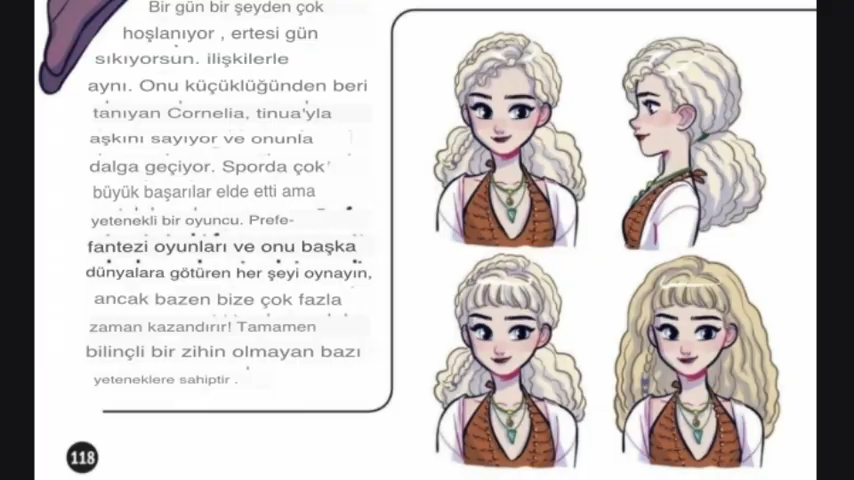 Bir gün bir şeyden çok
hoşlanıyor , ertesi gün
sıkıyorsun. ilişkilerle
aynı. Onu küçüklüğünden beri
tanıyan Cornelia, tinua'yla
aşkını sayıyor ve onunla
dalga geçiyor. Sporda çok
büyük başarılar elde etti ama
yetenekli bir oyuncu. Prefe-
fantezi oyunları ve onu başka
dünyalara götüren her şeyi oynayın,
ancak bazen bize çok fazla
zaman kazandırır! Tamamen
bilinçli bir zihin olmayan bazı
yeteneklere sahiptir .
118